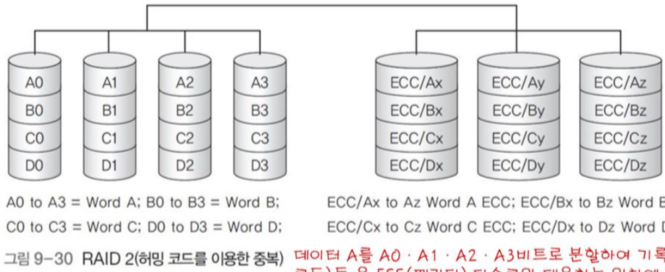 A0 A1 A2 A3 ECC/Ax ECC/Ay ECC/Az
B0 B1 B2 B3 ECC/Bx ECC/By ECC/Bz
C0 C1 C2 C3 ECC/Cx ECC/Cy ECC/Cz
D0 D1 D2 D3 ECC/Dx ECC/Dy ECC/Dz
A0 to A3 = Word A; B0 to B3 = Word B; ECC/Ax to Az Word A ECC; ECC/Bx to Bz Word
C0 to C3 = Word C; D0 to D3 = Word D; ECC/Cx to Cz Word C ECC; ECC/Dx to Dz Word
그림 9-30 RAID 2(허밍 코드를 이용한 중복) 데이터 A를 A0·A1·A2·A3비트로 분할하여 기록